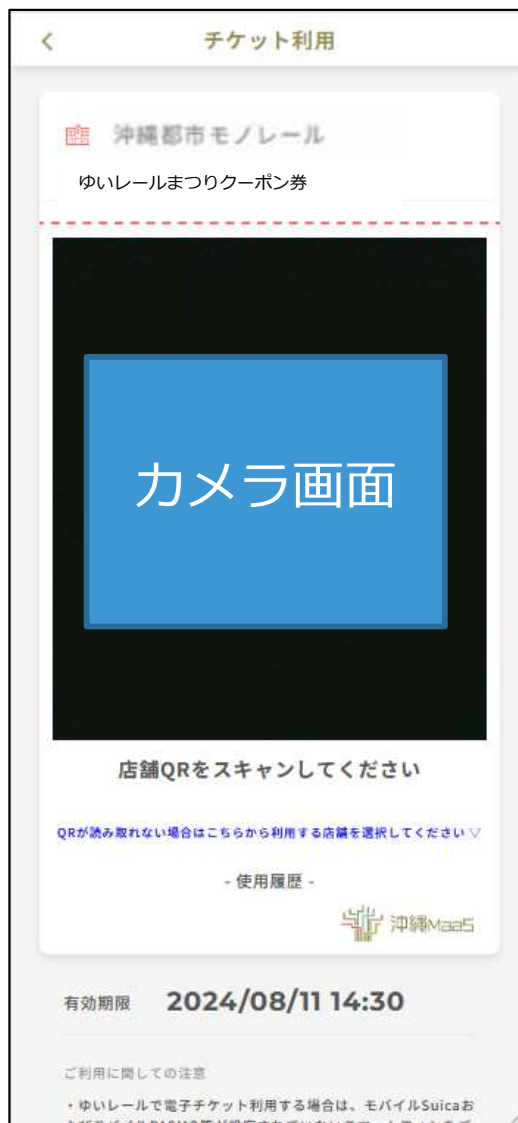 チケット利用
沖縄都市モノレール
ゆいレールまつりクーポン券
カメラ画面
店舗QRをスキャンしてください
QRが読み取れない場合はこちらから利用する店舗を選択してください ▽
- 使用履歴 -
沖縄MaaS
有効期限 2024/08/11 14:30
ご利用に関しての注意
・ゆいレールで電子チケット利用する場合は、モバイルSuicaお